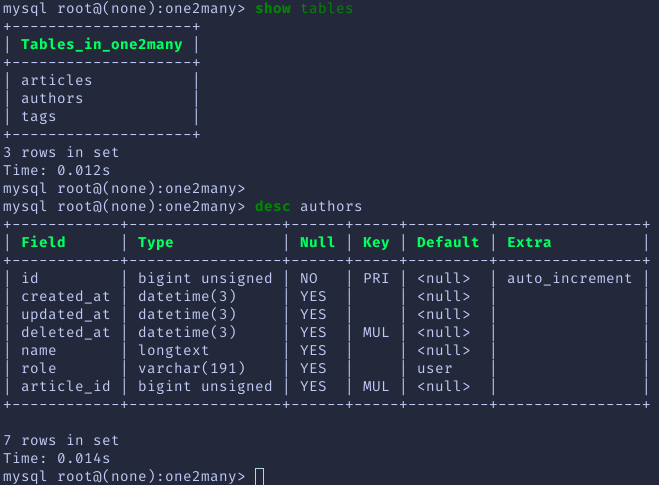 mysql root@(none):one2many> show tables
+--------------------+
| Tables_in_one2many |
+--------------------+
| articles           |
| authors            |
| tags               |
+--------------------+
3 rows in set
Time: 0.012s
mysql root@(none):one2many>
mysql root@(none):one2many> desc authors
+------------+-----------------+------+-----+---------+----------------+
| Field      | Type            | Null | Key | Default | Extra          |
+------------+-----------------+------+-----+---------+----------------+
| id         | bigint unsigned | NO   | PRI | <null>  | auto_increment |
| created_at | datetime(3)     | YES  |     | <null>  |                |
| updated_at | datetime(3)     | YES  |     | <null>  |                |
| deleted_at | datetime(3)     | YES  | MUL | <null>  |                |
| name       | longtext        | YES  |     | <null>  |                |
| role       | varchar(191)    | YES  |     | user    |                |
| article_id | bigint unsigned | YES  | MUL | <null>  |                |
+------------+-----------------+------+-----+---------+----------------+
7 rows in set
Time: 0.014s
mysql root@(none):one2many>